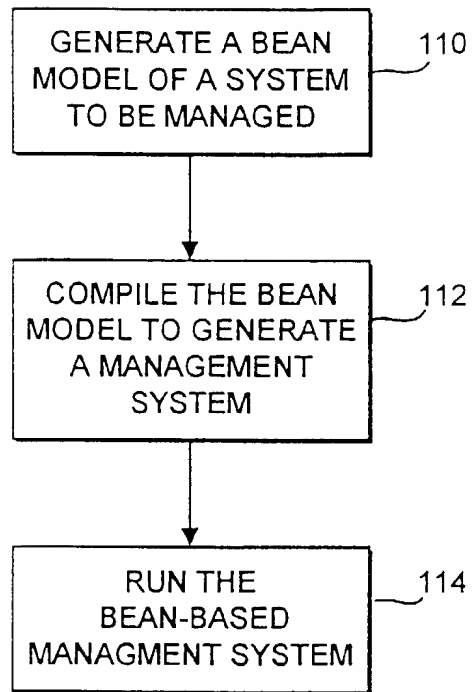 GENERATE A BEAN
MODEL OF A SYSTEM
TO BE MANAGED
110
COMPILE THE BEAN
MODEL TO GENERATE
A MANAGEMENT
SYSTEM
112
RUN THE
BEAN-BASED
MANAGMENT SYSTEM
114